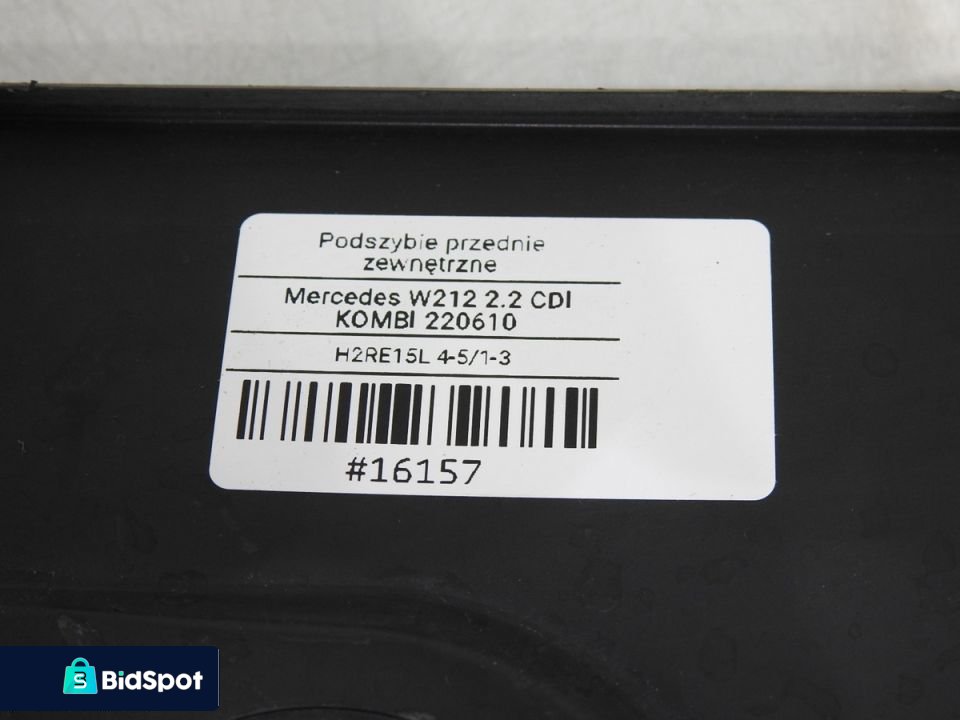 Podszybie przednie
zewnętrzne
Mercedes W212 2.2 CDI
KOMBI 220610
H2RE15L 4-5/1-3
#16157
BidSpot